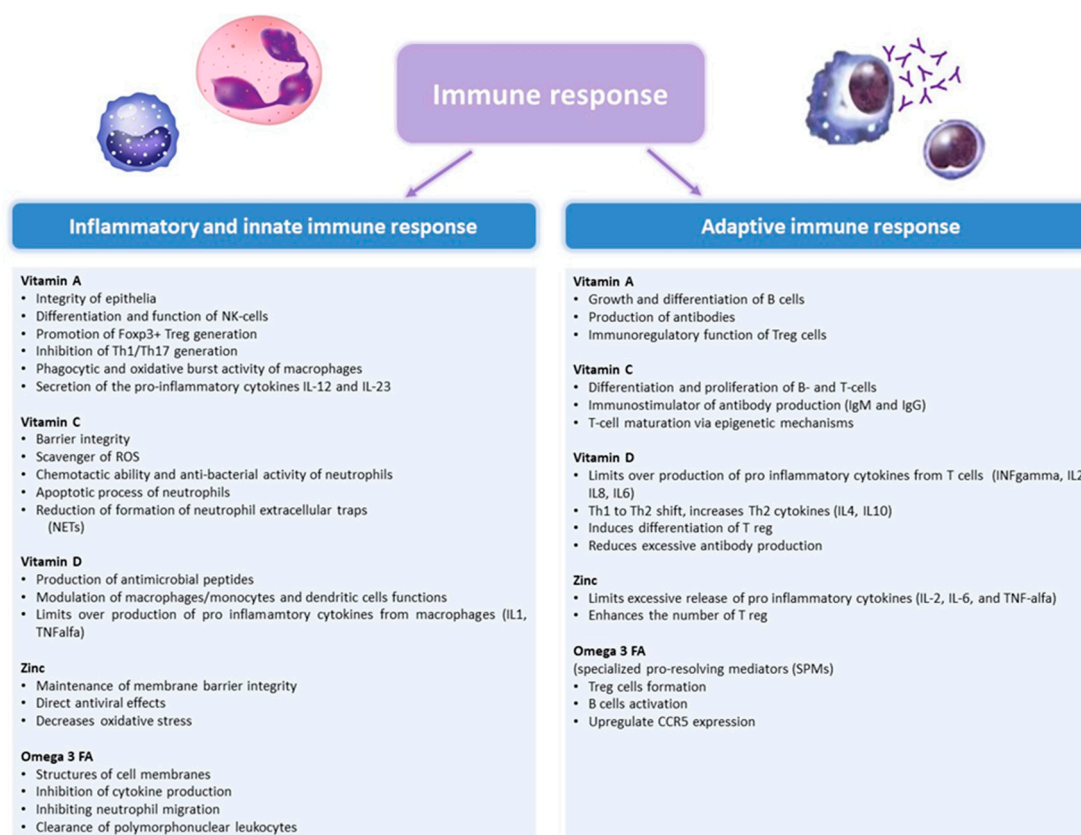 Immune response
Inflammatory and innate immune response
Vitamin A
• Integrity of epithelia
• Differentiation and function of NK-cells
• Promotion of Foxp3+ Treg generation
• Inhibition of Th1/Th17 generation
• Phagocytic and oxidative burst activity of macrophages
• Secretion of the pro-inflammatory cytokines IL-12 and IL-23
Vitamin C
• Barrier integrity
• Scavenger of ROS
• Chemotactic ability and anti-bacterial activity of neutrophils
• Apoptotic process of neutrophils
• Reduction of formation of neutrophil extracellular traps
(NETs)
Vitamin D
• Production of antimicrobial peptides
• Modulation of macrophages/monocytes and dendritic cells functions
• Limits over production of pro inflamamtory cytokines from macrophages (IL1,
TNFalfa)
Zinc
• Maintenance of membrane barrier integrity
• Direct antiviral effects
• Decreases oxidative stress
Omega 3 FA
• Structures of cell membranes
• Inhibition of cytokine production
• Inhibiting neutrophil migration
• Clearance of polymorphonuclear leukocytes
Adaptive immune response
Vitamin A
• Growth and differentiation of B cells
• Production of antibodies
• Immunoregulatory function of Treg cells
Vitamin C
• Differentiation and proliferation of B- and T-cells
• Immunostimulator of antibody production (IgM and IgG)
• T-cell maturation via epigenetic mechanisms
Vitamin D
• Limits over production of pro inflammatory cytokines from T cells (INFgamma, IL2
IL8, IL6)
• Th1 to Th2 shift, increases Th2 cytokines (IL4, IL10)
• Induces differentiation of T reg
• Reduces excessive antibody production
Zinc
• Limits excessive release of pro inflammatory cytokines (IL-2, IL-6, and TNF-alfa)
• Enhances the number of T reg
Omega 3 FA
(specialized pro-resolving mediators (SPMs)
• Treg cells formation
• B cells activation
• Upregulate CCR5 expression